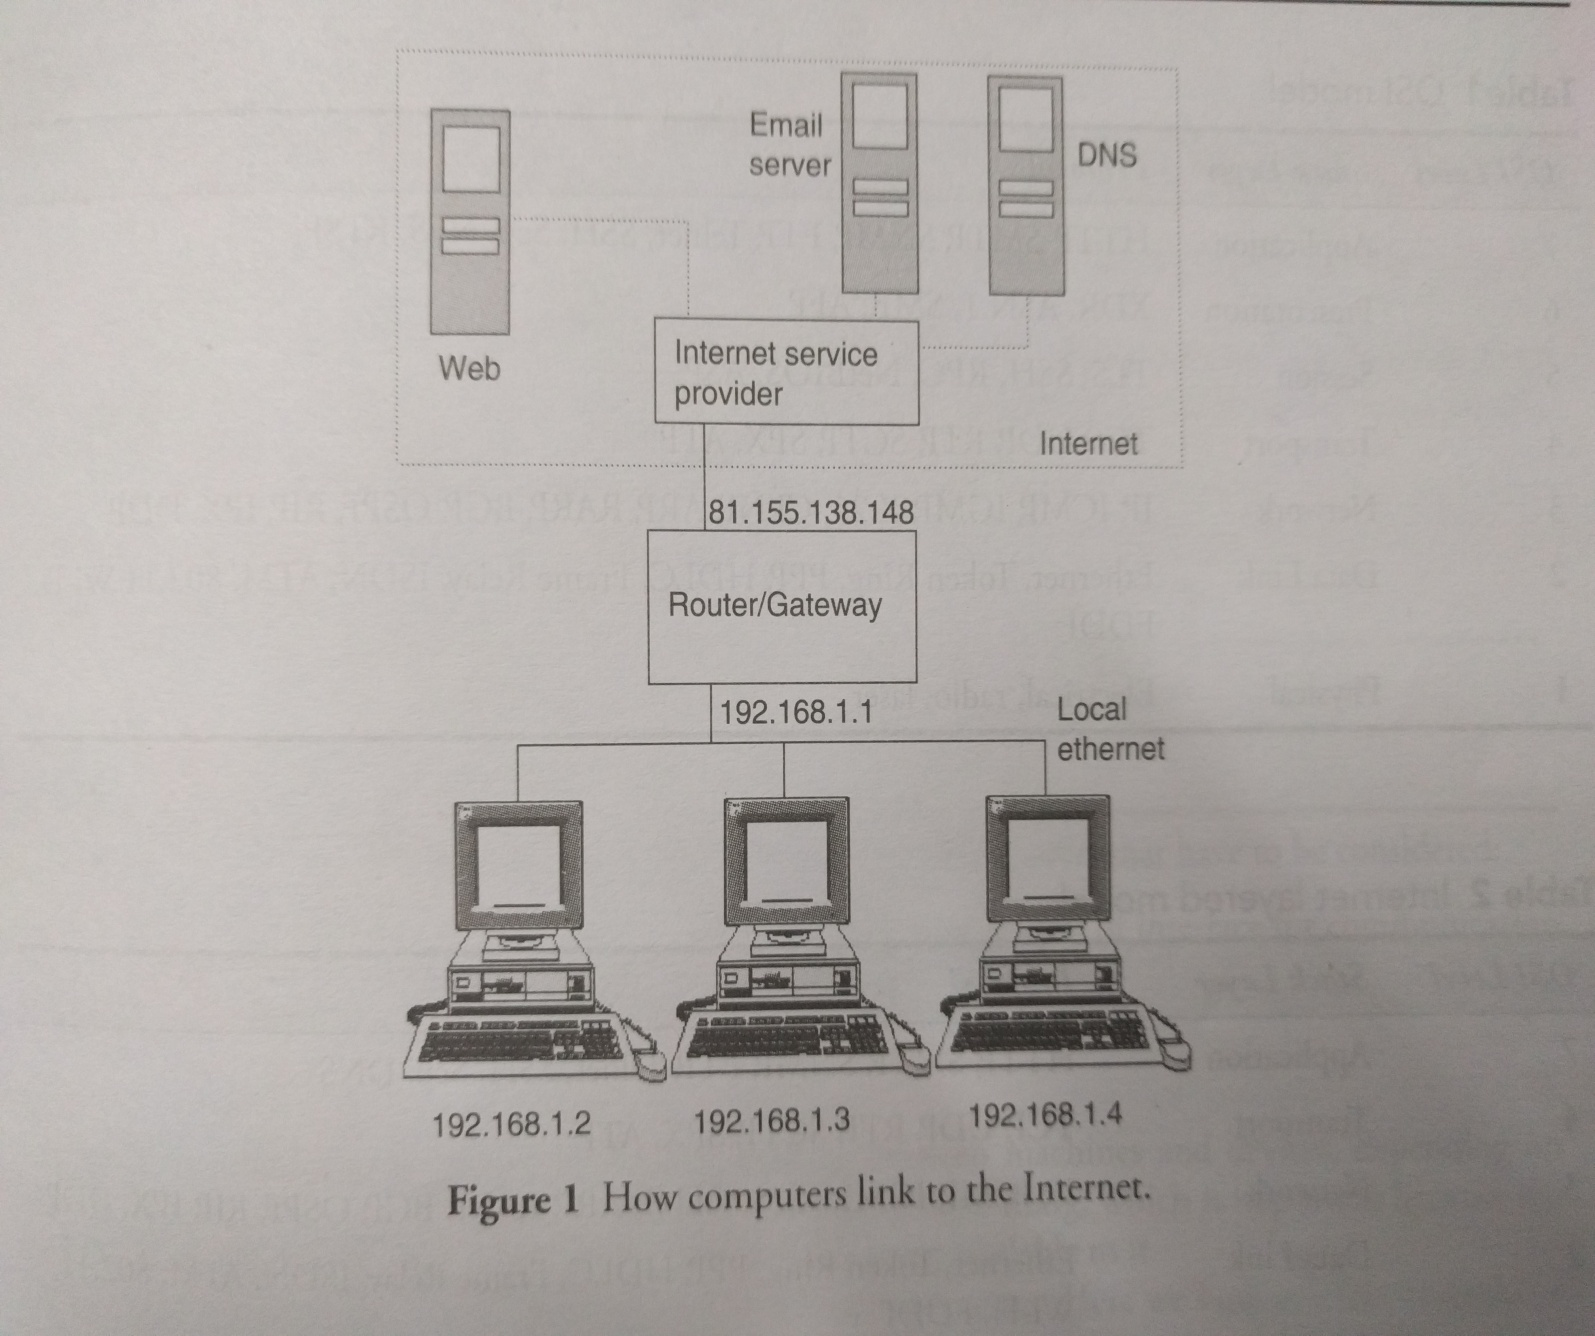 Email
server
DNS
Web
Internet service
provider
Internet
81.155.138.148
Router/Gateway
192.168.1.1
Local
ethernet
192.168.1.2
192.168.1.3
192.168.1.4
Figure 1 How computers link to the Internet.